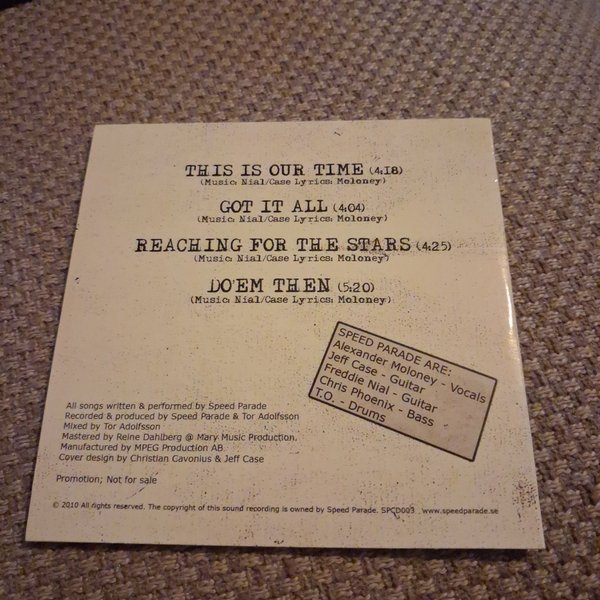 THIS IS OUR TIME (4:18)
(Music: Nial/Case Lyrics: Moloney)
GOT IT ALL (4:04)
(Music: Nial/Case Lyrics: Moloney)
REACHING FOR THE STARS (4:25)
(Music: Nial/Case Lyrics: Moloney)
DO'EM THEN (5:20)
(Music: Nial/Case Lyrics: Moloney)
SPEED PARADE ARE:
Alexander Moloney - Vocals
Jeff Case - Guitar
Freddie Nial - Guitar
Chris Phoenix - Bass
T.O. - Drums
All songs written & performed by Speed Parade
Recorded & produced by Speed Parade & Tor Adolfsson
Mixed by Tor Adolfsson
Mastered by Reine Dahlberg @ Mary Music Production.
Manufactured by MPEG Production AB
Cover design by Christian Cavonius & Jeff Case
Promotion; Not for sale
© 2010 All rights reserved. The copyright of this sound recording is owned by Speed Parade. SPCD003 www.speedparade.se